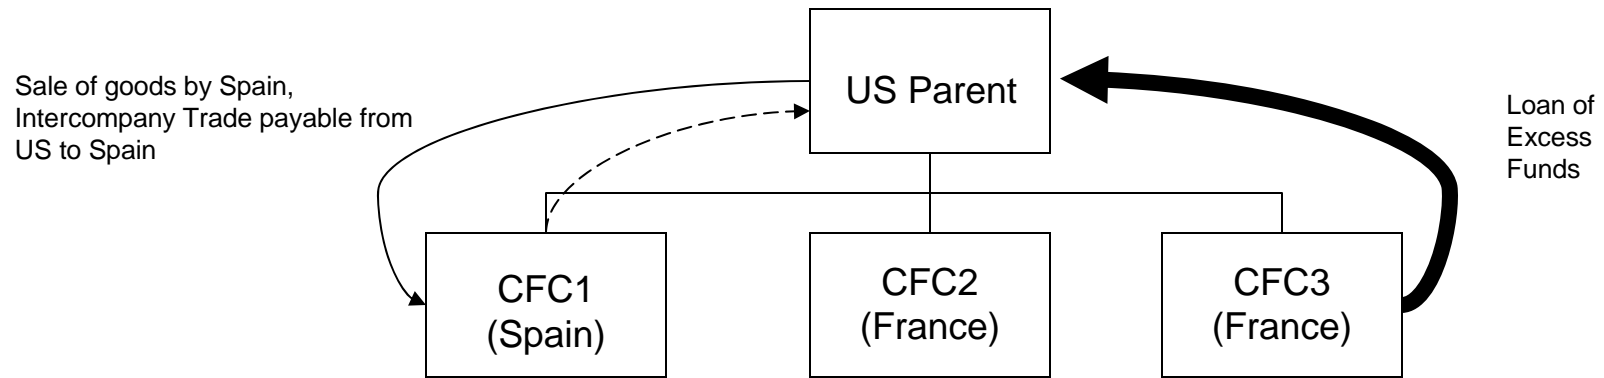 Sale of goods by Spain,
Intercompany Trade payable from
US to Spain
US Parent
Loan of
Excess
Funds
CFC1
(Spain)
CFC2
(France)
CFC3
(France)